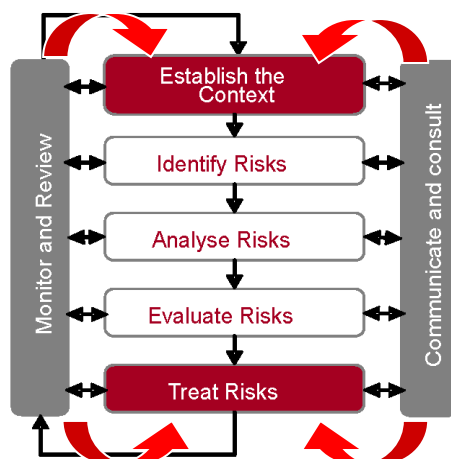 Establish the
Context
Identify Risks
Analyse Risks
Evaluate Risks
Treat Risks
Monitor and Review
Communicate and consult